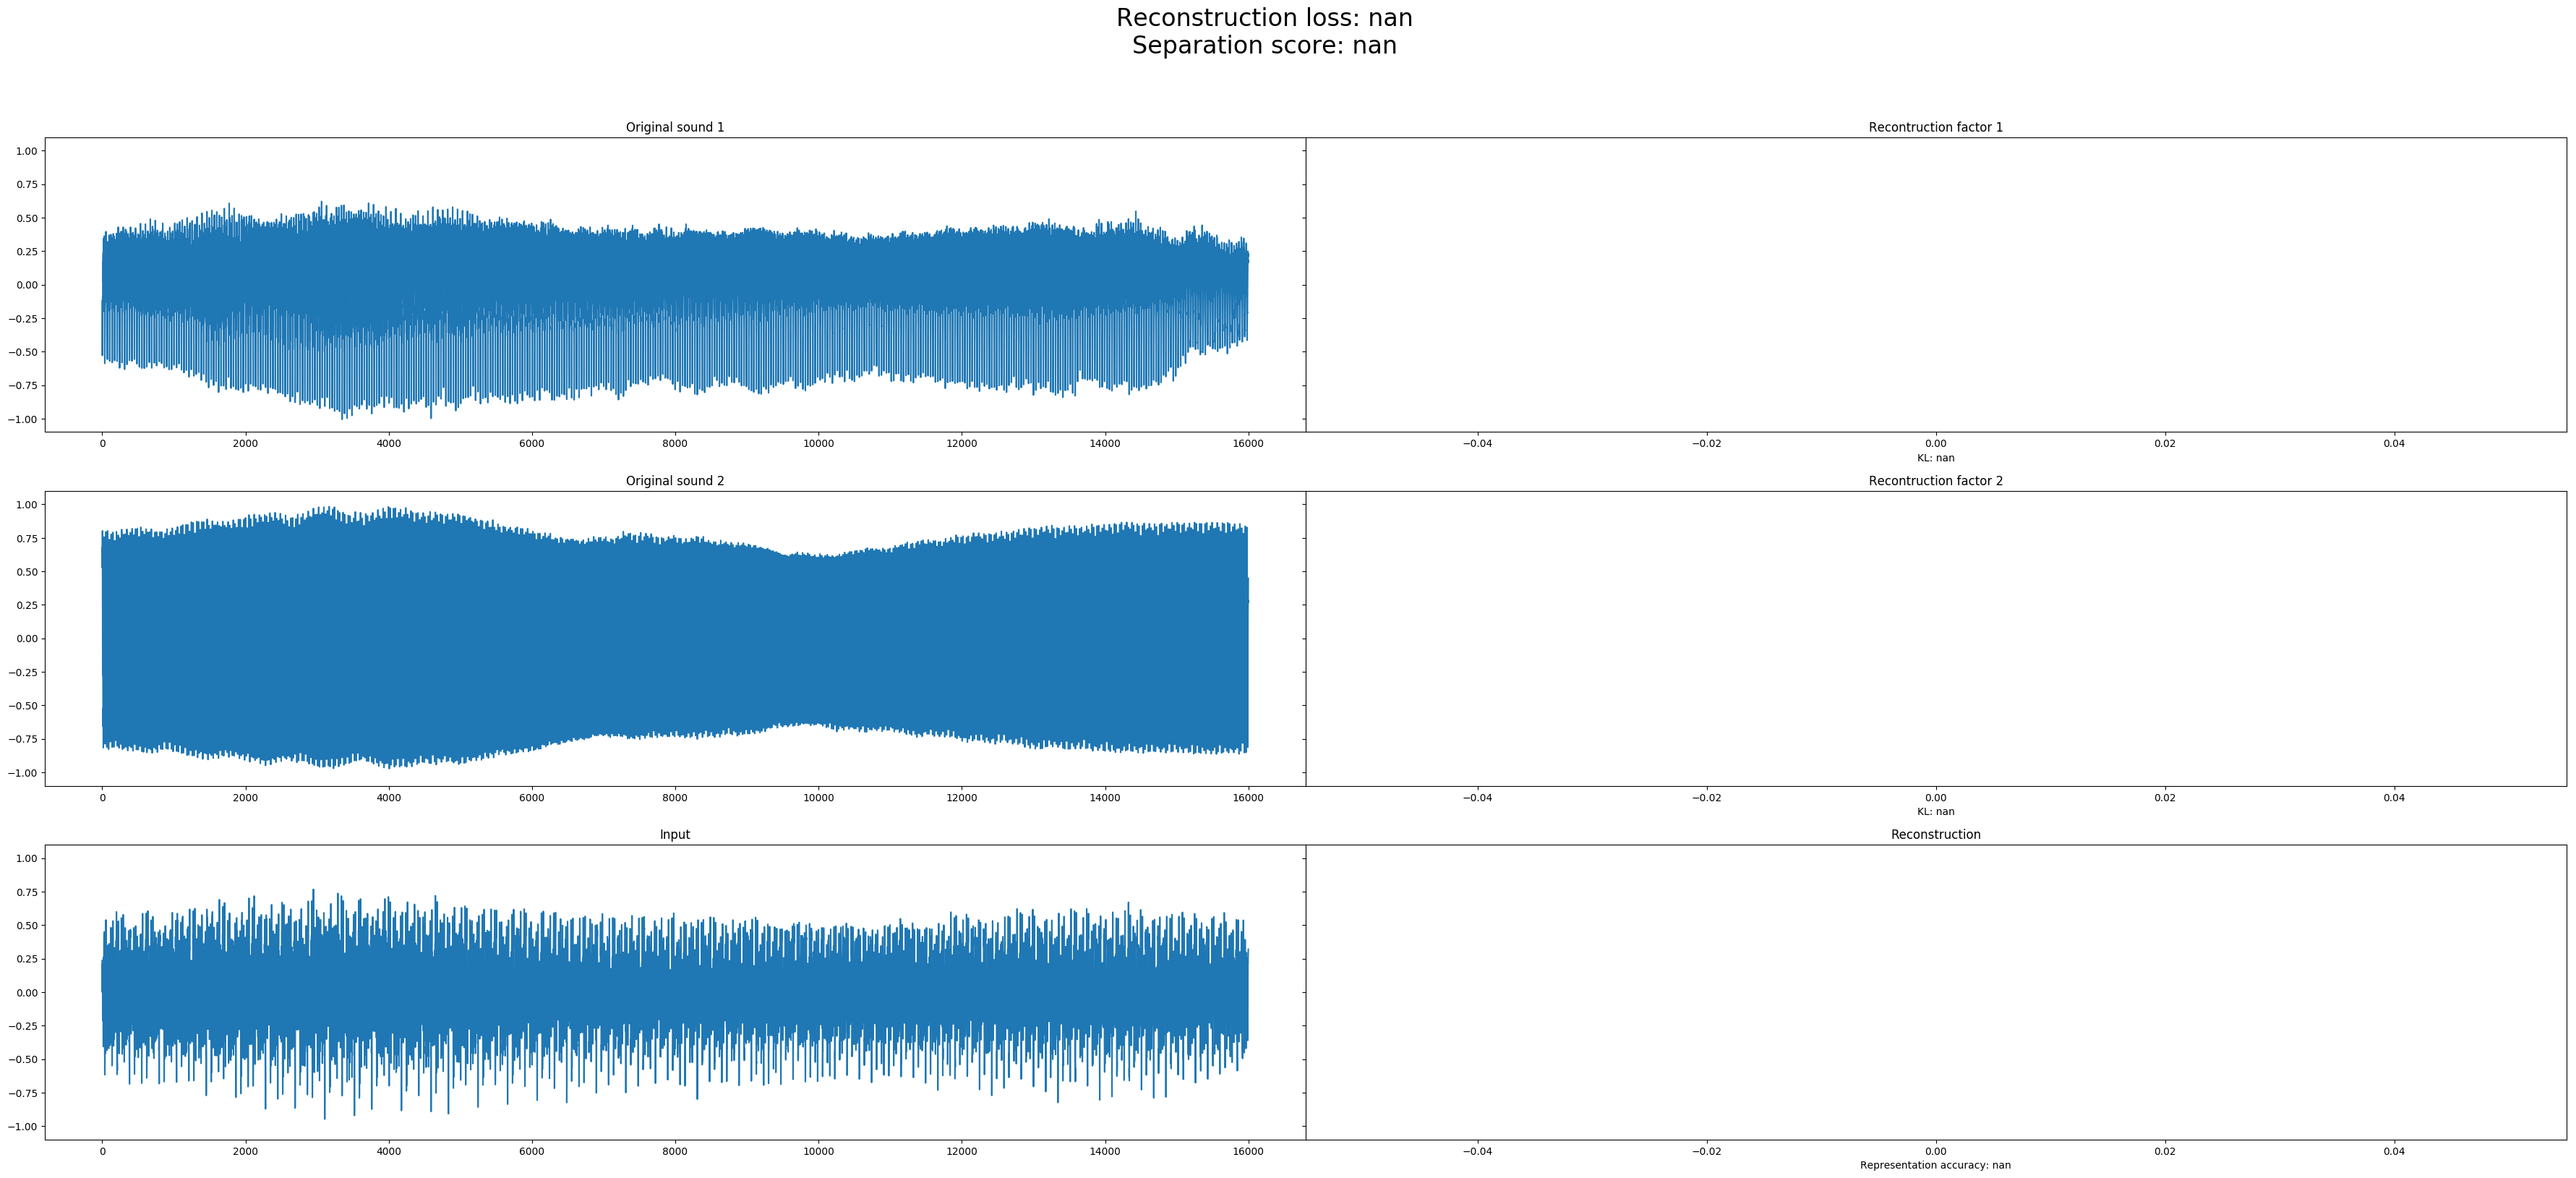 Reconstruction loss: nan
Separation score: nan
Original sound 1
Recontruction factor 1
1.00
0.75
0.50
0.25
0.00
−0.25
−0.50
−0.75
−1.00
0 2000 4000 6000 8000 10000 12000 14000 16000
−0.04 −0.02 0.00 0.02 0.04
KL: nan
Original sound 2
Recontruction factor 2
1.00
0.75
0.50
0.25
0.00
−0.25
−0.50
−0.75
−1.00
0 2000 4000 6000 8000 10000 12000 14000 16000
−0.04 −0.02 0.00 0.02 0.04
KL: nan
Input
Reconstruction
1.00
0.75
0.50
0.25
0.00
−0.25
−0.50
−0.75
−1.00
0 2000 4000 6000 8000 10000 12000 14000 16000
−0.04 −0.02 0.00 0.02 0.04
Representation accuracy: nan